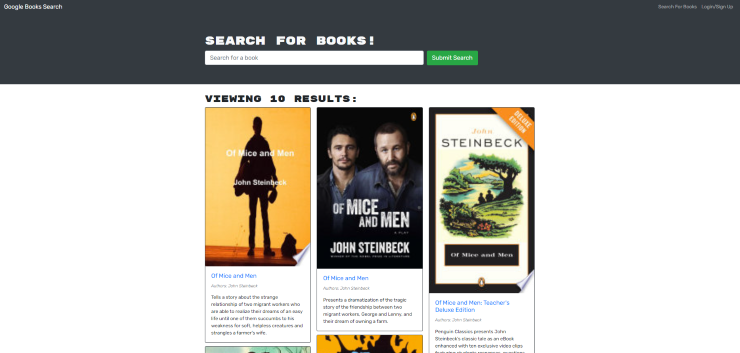 Google Books Search
Search For Books Login/Sign Up
SEARCH FOR BOOKS!
Search for a book
Submit Search
VIEWING 10 RESULTS:
Of Mice and Men
John Steinbeck
Of Mice and Men
Authors: John Steinbeck
Tells a story about the strange
relationship of two migrant workers who
are able to realize their dreams of an easy
life until one of them succumbs to his
weakness for soft, helpless creatures and
strangles a farmer's wife.
OF MICE
AND MEN
A PLAY
JOHN STEINBECK
WINNER OF THE NOBEL PRIZE IN LITERATURE
Of Mice and Men
Authors: John Steinbeck
Presents a dramatization of the tragic
story of the friendship between two
migrant workers, George and Lenny, and
their dream of owning a farm.
DELUXE
EDITION
John
STEINBECK
Of Mice and Men
Of Mice and Men: Teacher's
Deluxe Edition
Authors: John Steinbeck
Penguin Classics presents John
Steinbeck's classic tale as an eBook
enhanced with ten exclusive video clips